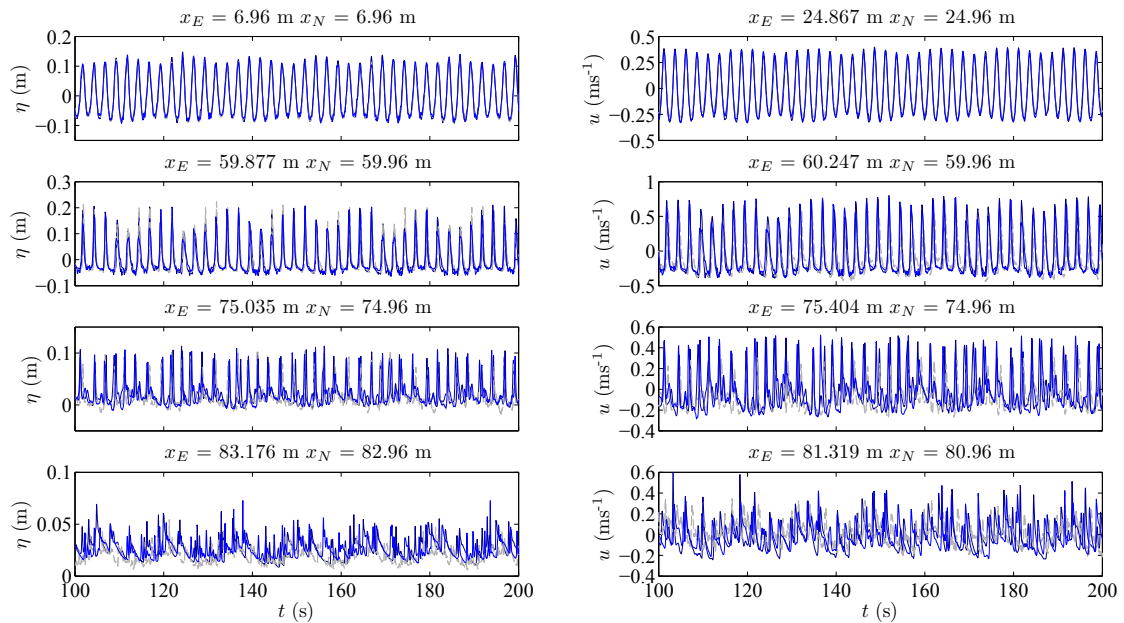 x_E = 6.96 m x_N = 6.96 m
0.2
0.1
0
−0.1
η (m)
x_E = 24.867 m x_N = 24.96 m
0.5
0.25
0
−0.25
−0.5
u (ms⁻¹)
x_E = 59.877 m x_N = 59.96 m
0.3
0.2
0.1
0
−0.1
η (m)
x_E = 60.247 m x_N = 59.96 m
1
0.5
0
−0.5
u (ms⁻¹)
x_E = 75.035 m x_N = 74.96 m
0.1
0
η (m)
x_E = 75.404 m x_N = 74.96 m
0.6
0.4
0.2
0
−0.2
−0.4
u (ms⁻¹)
x_E = 83.176 m x_N = 82.96 m
0.1
0.05
0
η (m)
100 120 140 160 180 200
t (s)
x_E = 81.319 m x_N = 80.96 m
0.6
0.4
0.2
0
−0.2
−0.4
u (ms⁻¹)
100 120 140 160 180 200
t (s)